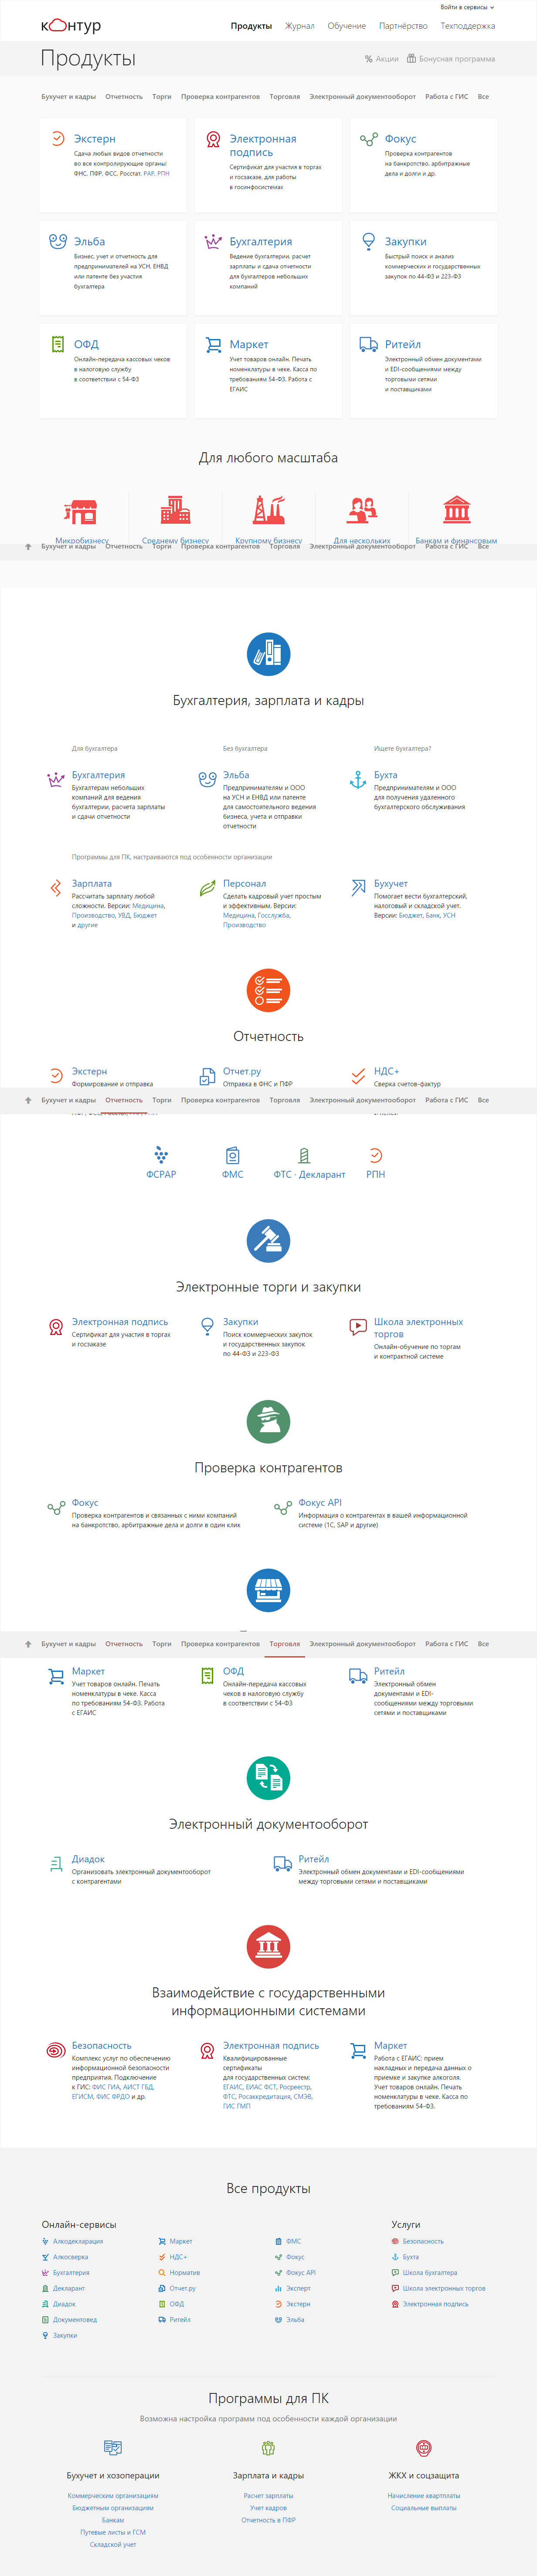 Войти в сервисы
контур
Продукты Журнал Обучение Партнёрство Техподдержка
Продукты
Акции Бонусная программа
Бухучет и кадры Отчетность Торги Проверка контрагентов Торговля Электронный документооборот Работа с ГИС Все
Экстерн
Сдача любых видов отчетности
во все контролирующие органы:
ФНС, ПФР, ФСС, Росстат, РАР, РПН
Электронная
подпись
Сертификат для участия в торгах
и госзаказе, для работы
в госинфосистемах
Фокус
Проверка контрагентов
на банкротство, арбитражные
дела и долги и др.
Эльба
Бизнес, учет и отчетность для
предпринимателей на УСН, ЕНВД
или патенте без участия
бухгалтера
Бухгалтерия
Ведение бухгалтерии, расчет
зарплаты и сдача отчетности
для бухгалтеров небольших
компаний
Закупки
Быстрый поиск и анализ
коммерческих и государственных
закупок по 44-ФЗ и 223-ФЗ
ОФД
Онлайн-передача кассовых чеков
в налоговую службу
в соответствии с 54-ФЗ
Маркет
Учет товаров онлайн. Печать
номенклатуры в чеке. Касса по
требованиям 54-ФЗ. Работа с
ЕГАИС
Ритейл
Электронный обмен документами
и EDI-сообщениями между
торговыми сетями
и поставщиками
Для любого масштаба
Микробизнесу Среднему бизнесу Крупному бизнесу Для нескольких Банкам и финансовым
Бухучет и кадры Отчетность Торги Проверка контрагентов Торговля Электронный документооборот Работа с ГИС Все
Бухгалтерия, зарплата и кадры
Для бухгалтера Без бухгалтера Ищете бухгалтера?
Бухгалтерия
Бухгалтерам небольших
компаний для ведения
бухгалтерии, расчета зарплаты
и сдачи отчетности
Эльба
Предпринимателям и ООО
на УСН и ЕНВД или патенте
для самостоятельного ведения
бизнеса, учета и отправки
отчетности
Бухта
Предпринимателям и ООО
для получения удаленного
бухгалтерского обслуживания
Программы для ПК, настраиваются под особенности организации
Зарплата
Рассчитать зарплату любой
сложности. Версии: Медицина,
Производство, УВД, Бюджет
и другие
Персонал
Сделать кадровый учет простым
и эффективным. Версии:
Медицина, Госслужба,
Производство
Бухучет
Помогает вести бухгалтерский,
налоговый и складской учет.
Версии: Бюджет, Банк, УСН
Отчетность
Экстерн
Формирование и отправка
Отчет.ру
Отправка в ФНС и ПФР
НДС+
Сверка счетов-фактур
Бухучет и кадры Отчетность Торги Проверка контрагентов Торговля Электронный документооборот Работа с ГИС Все
ФСРАР ФМС ФТС · Декларант РПН
Электронные торги и закупки
Электронная подпись
Сертификат для участия в торгах
и госзаказе
Закупки
Поиск коммерческих закупок
и государственных закупок
по 44-ФЗ и 223-ФЗ
Школа электронных
торгов
Онлайн-обучение по торгам
и контрактной системе
Проверка контрагентов
Фокус
Проверка контрагентов и связанных с ними компаний
на банкротство, арбитражные дела и долги в один клик
Фокус API
Информация о контрагентах в вашей информационной
системе (1С, SAP и другие)
Бухучет и кадры Отчетность Торги Проверка контрагентов Торговля Электронный документооборот Работа с ГИС Все
Маркет
Учет товаров онлайн. Печать
номенклатуры в чеке. Касса
по требованиям 54-ФЗ. Работа
с ЕГАИС
ОФД
Онлайн-передача кассовых
чеков в налоговую службу
в соответствии с 54-ФЗ
Ритейл
Электронный обмен
документами и EDI-
сообщениями между торговыми
сетями и поставщиками
Электронный документооборот
Диадок
Организовать электронный документооборот
с контрагентами
Ритейл
Электронный обмен документами и EDI-сообщениями
между торговыми сетями и поставщиками
Взаимодействие с государственными
информационными системами
Безопасность
Комплекс услуг по обеспечению
информационной безопасности
предприятия. Подключение
к ГИС: ФИС ГИА, АИСТ ГБД,
ЕГИСМ, ФИС ФРДО и др.
Электронная подпись
Квалифицированные
сертификаты
для государственных систем:
ЕГАИС, ЕИАС ФСТ, Росреестр,
ФТС, Росаккредитация, СМЭВ,
ГИС ГМП
Маркет
Работа с ЕГАИС: прием
накладных и передача данных о
приемке и закупке алкоголя.
Учет товаров онлайн. Печать
номенклатуры в чеке. Касса по
требованиям 54-ФЗ.
Все продукты
Онлайн-сервисы
Алкодекларация
Алкосверка
Бухгалтерия
Декларант
Диадок
Документовед
Закупки
Маркет
НДС+
Норматив
Отчет.ру
ОФД
Ритейл
ФМС
Фокус
Фокус API
Эксперт
Экстерн
Эльба
Услуги
Безопасность
Бухта
Школа бухгалтера
Школа электронных торгов
Электронная подпись
Программы для ПК
Возможна настройка программ под особенности каждой организации
Бухучет и хозоперации
Коммерческим организациям
Бюджетным организациям
Банкам
Путевые листы и ГСМ
Складской учет
Зарплата и кадры
Расчет зарплаты
Учет кадров
Отчетность в ПФР
ЖКХ и соцзащита
Начисление квартплаты
Социальные выплаты